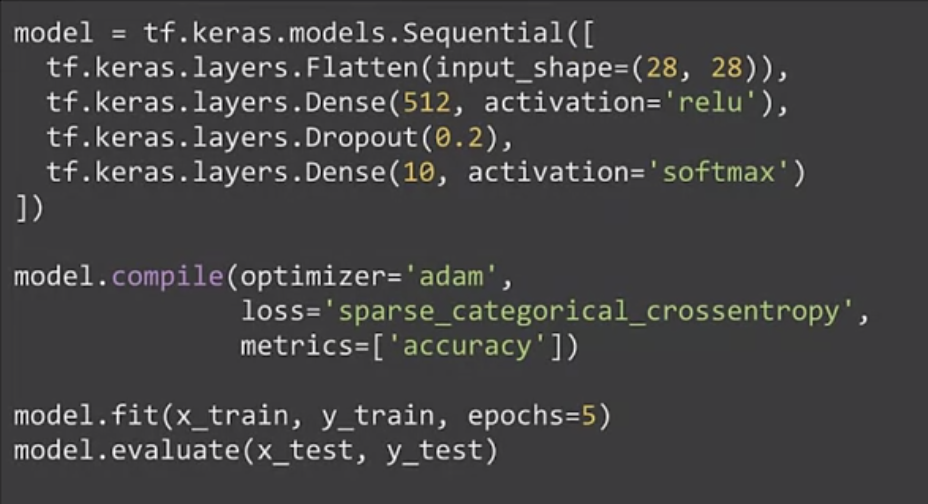 model = tf.keras.models.Sequential([
  tf.keras.layers.Flatten(input_shape=(28, 28)),
  tf.keras.layers.Dense(512, activation='relu'),
  tf.keras.layers.Dropout(0.2),
  tf.keras.layers.Dense(10, activation='softmax')
])

model.compile(optimizer='adam',
              loss='sparse_categorical_crossentropy',
              metrics=['accuracy'])

model.fit(x_train, y_train, epochs=5)
model.evaluate(x_test, y_test)